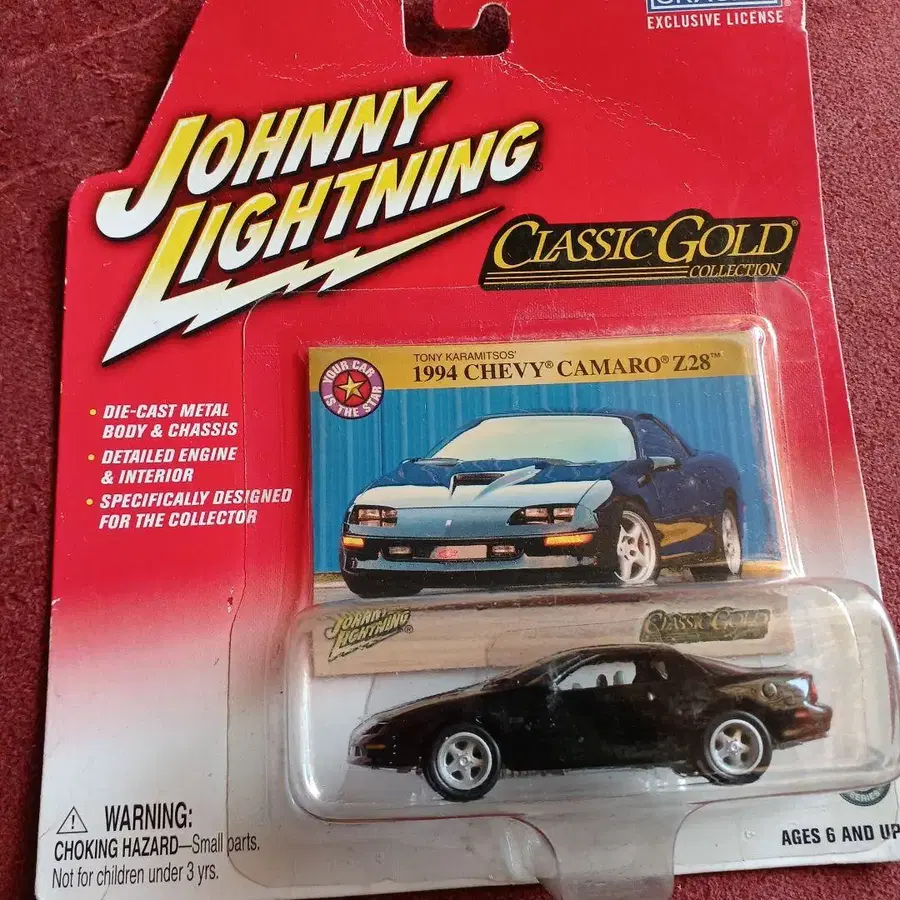 EXCLUSIVE LICENSE
JOHNNY
LIGHTNING®
CLASSIC GOLD®
COLLECTION
YOUR CAR
IS THE STAR
TONY KARAMITSOS'
1994 CHEVY® CAMARO® Z28™
• DIE-CAST METAL
BODY & CHASSIS
• DETAILED ENGINE
& INTERIOR
• SPECIFICALLY DESIGNED
FOR THE COLLECTOR
JOHNNY
LIGHTNING®
CLASSIC GOLD
SERIES
WARNING:
CHOKING HAZARD—Small parts.
Not for children under 3 yrs.
AGES 6 AND UP